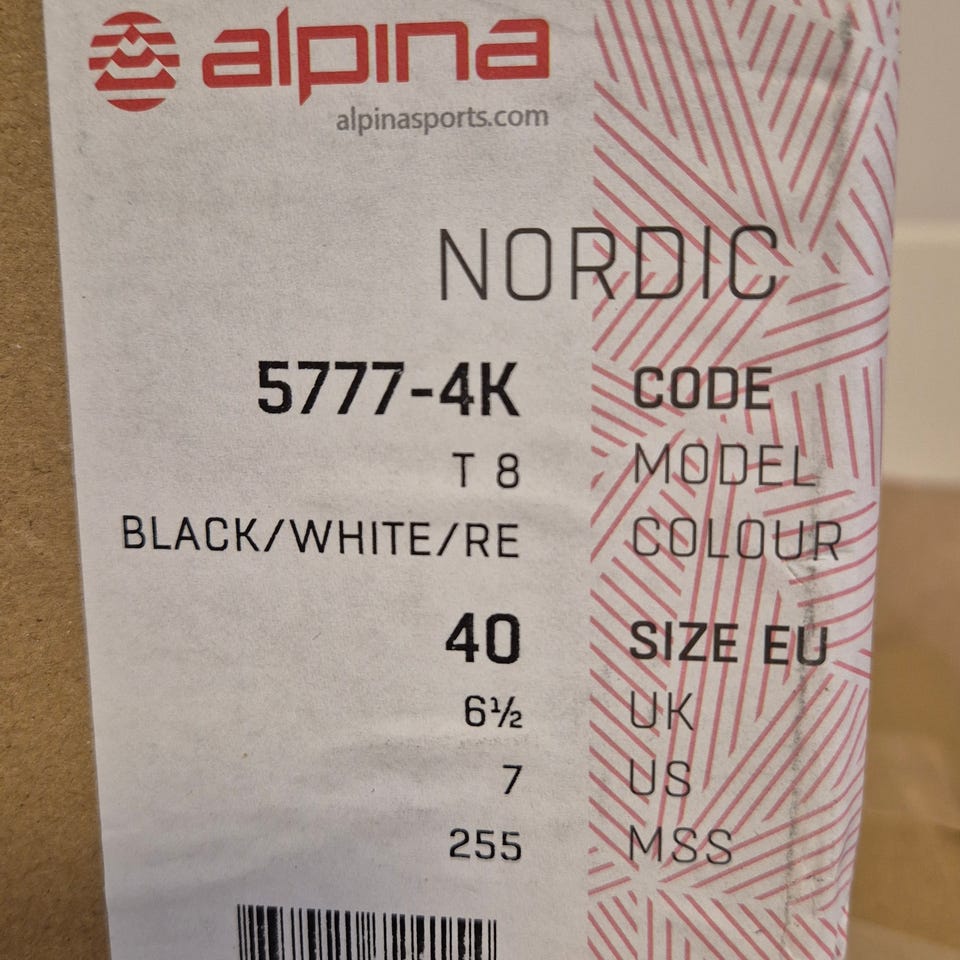 alpina
alpinasports.com
NORDIC
5777-4K CODE
T 8 MODEL
BLACK/WHITE/RE COLOUR
40 SIZE EU
6½ UK
7 US
255 MSS